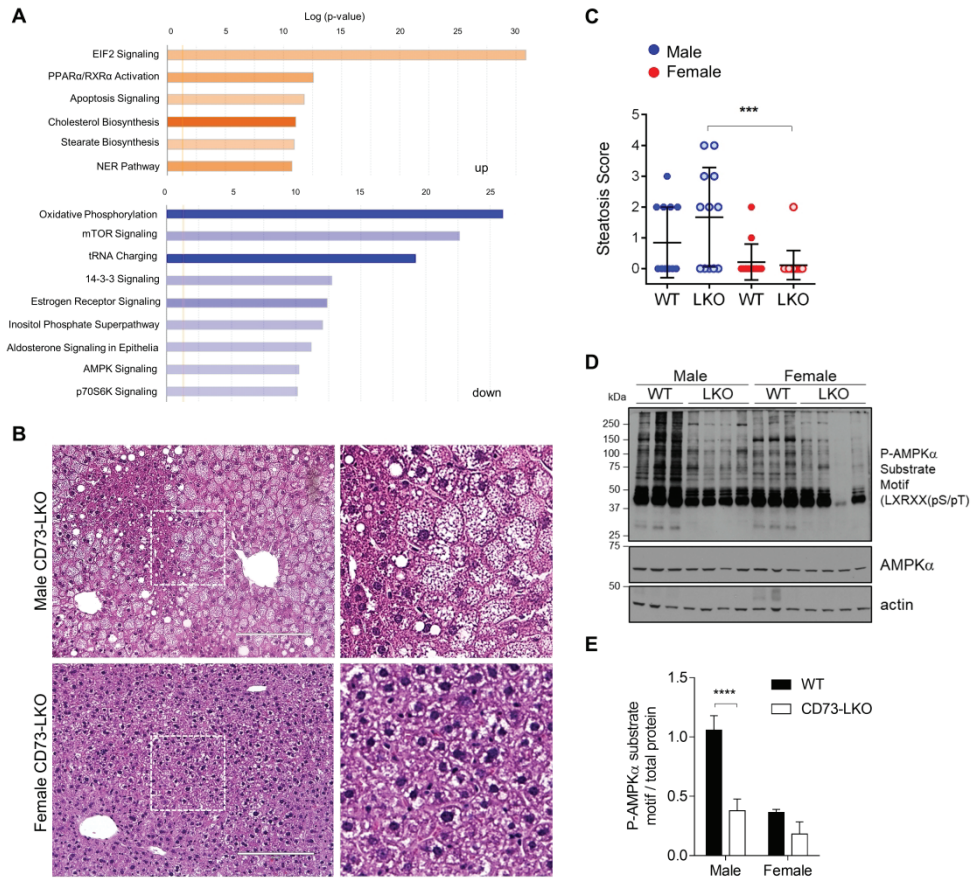 A
Log (p-value)
0 5 10 15 20 25 30
EIF2 Signaling
PPARα/RXRα Activation
Apoptosis Signaling
Cholesterol Biosynthesis
Stearate Biosynthesis
NER Pathway
up
0 5 10 15 20 25
Oxidative Phosphorylation
mTOR Signaling
tRNA Charging
14-3-3 Signaling
Estrogen Receptor Signaling
Inositol Phosphate Superpathway
Aldosterone Signaling in Epithelia
AMPK Signaling
p70S6K Signaling
down
B
Male CD73-LKO
Female CD73-LKO
C
Male
Female
***
Steatosis Score
5
4
3
2
1
0
WT LKO WT LKO
D
Male Female
kDa WT LKO WT LKO
250
150
100
75
50
37
25
P-AMPKα
Substrate
Motif
(LXRXX(pS/pT)
75
AMPKα
50
actin
E
WT
CD73-LKO
****
P-AMPKα substrate
motif / total protein
1.5
1.0
0.5
0.0
Male Female